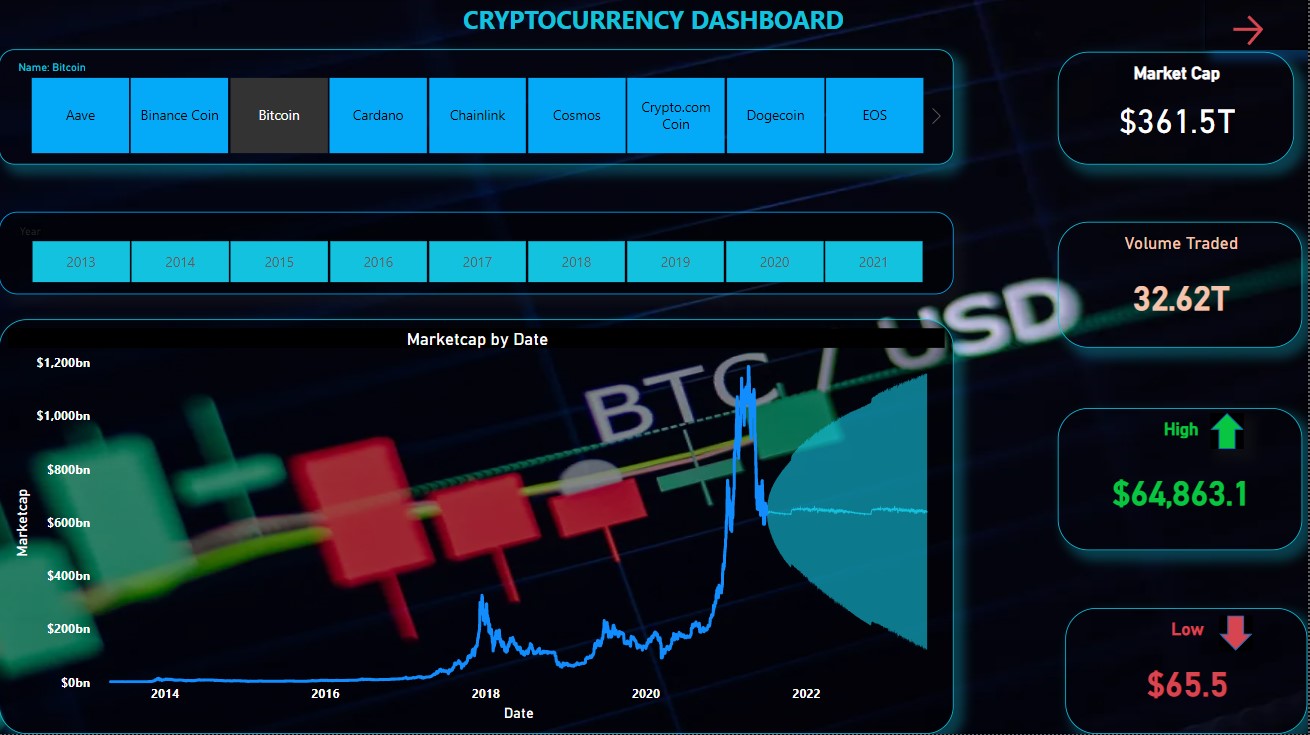 CRYPTOCURRENCY DASHBOARD
Name: Bitcoin
Aave
Binance Coin
Bitcoin
Cardano
Chainlink
Cosmos
Crypto.com
Coin
Dogecoin
EOS
Market Cap
$361.5T
Year
2013
2014
2015
2016
2017
2018
2019
2020
2021
Volume Traded
32.62T
Marketcap by Date
BTC / USD
$1,200bn
$1,000bn
$800bn
$600bn
$400bn
$200bn
$0bn
Marketcap
2014
2016
2018
2020
2022
Date
High
$64,863.1
Low
$65.5